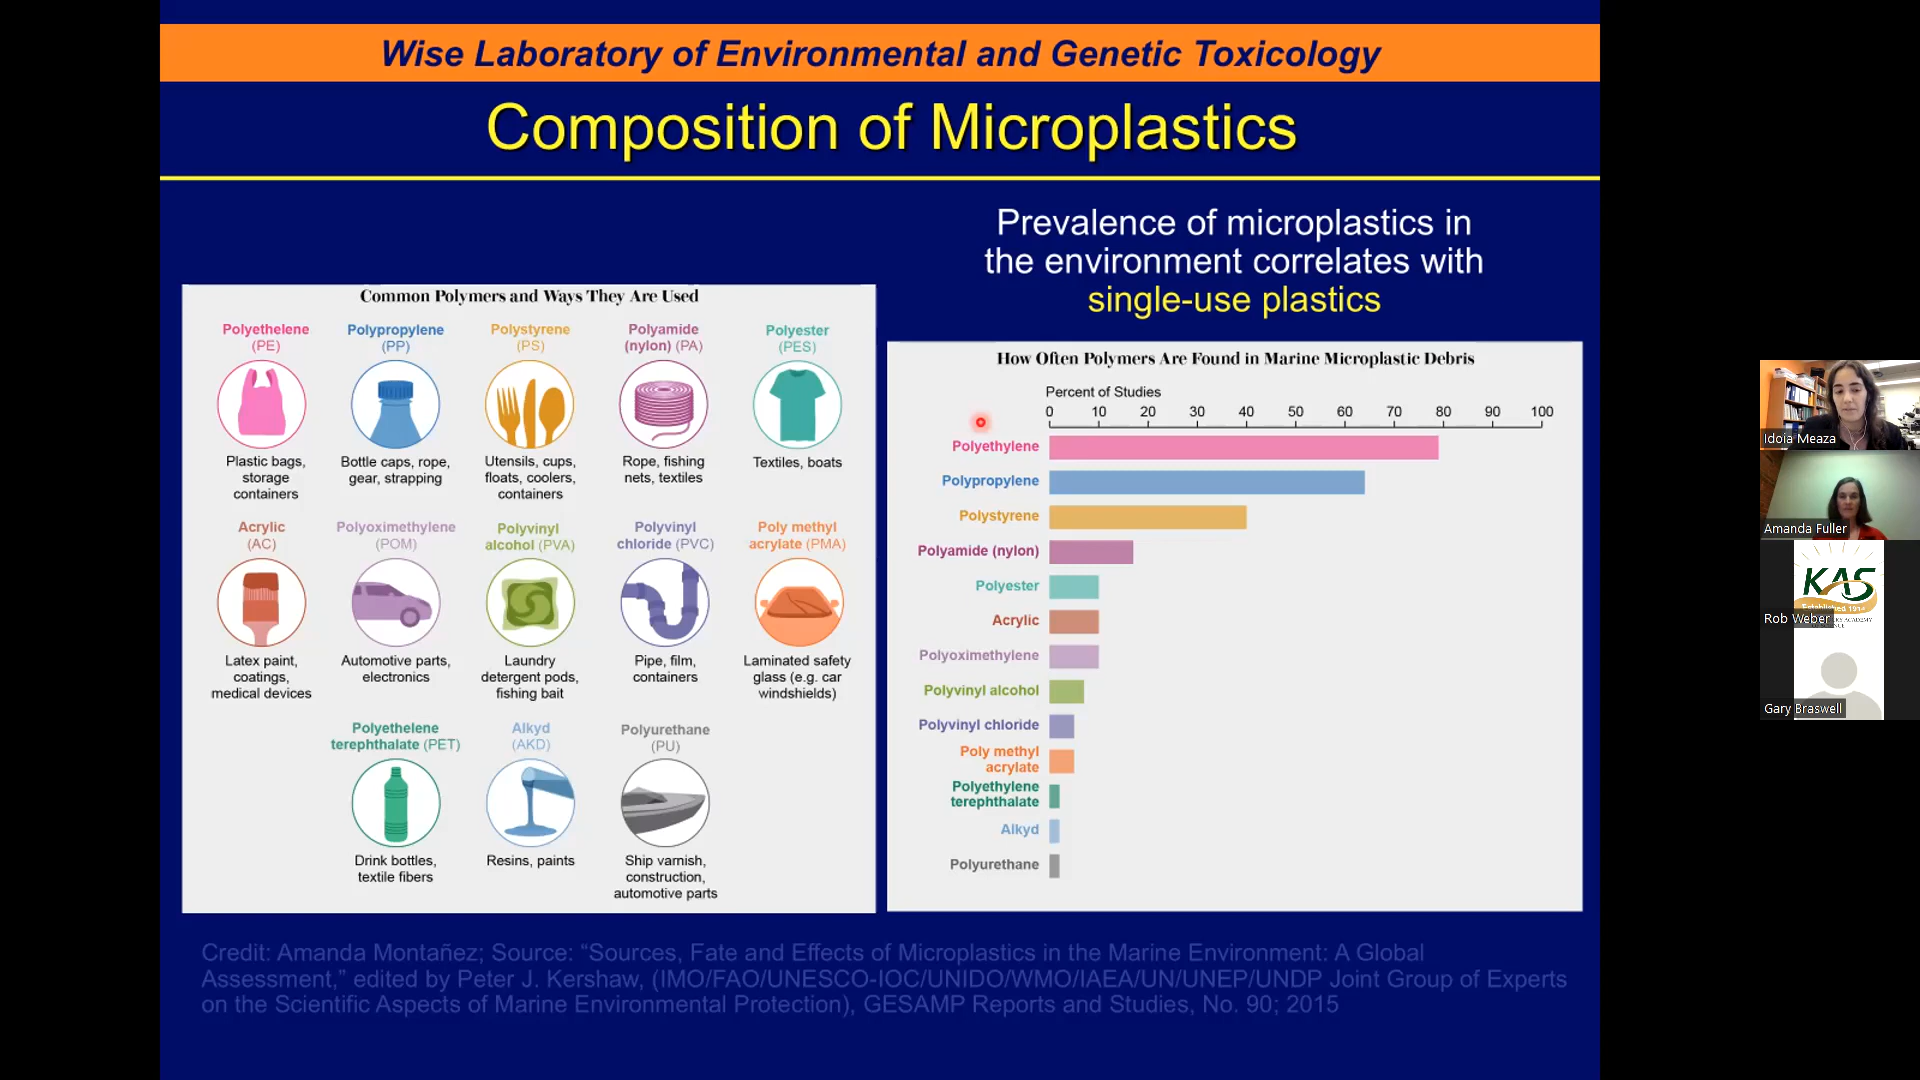 Wise Laboratory of Environmental and Genetic Toxicology
Composition of Microplastics
Prevalence of microplastics in
the environment correlates with
single-use plastics
Common Polymers and Ways They Are Used
Polyethelene
(PE)
Plastic bags,
storage
containers
Polypropylene
(PP)
Bottle caps, rope,
gear, strapping
Polystyrene
(PS)
Utensils, cups,
floats, coolers,
containers
Polyamide
(nylon) (PA)
Rope, fishing
nets, textiles
Polyester
(PES)
Textiles, boats
Acrylic
(AC)
Latex paint,
coatings,
medical devices
Polyoximethylene
(POM)
Automotive parts,
electronics
Polyvinyl
alcohol (PVA)
Laundry
detergent pods,
fishing bait
Polyvinyl
chloride (PVC)
Pipe, film,
containers
Poly methyl
acrylate (PMA)
Laminated safety
glass (e.g. car
windshields)
Polyethelene
terephthalate (PET)
Drink bottles,
textile fibers
Alkyd
(AKD)
Resins, paints
Polyurethane
(PU)
Ship varnish,
construction,
automotive parts
How Often Polymers Are Found in Marine Microplastic Debris
Percent of Studies
0 10 20 30 40 50 60 70 80 90 100
Polyethylene
Polypropylene
Polystyrene
Polyamide (nylon)
Polyester
Acrylic
Polyoximethylene
Polyvinyl alcohol
Polyvinyl chloride
Poly methyl
acrylate
Polyethylene
terephthalate
Alkyd
Polyurethane
Credit: Amanda Montañez; Source: “Sources, Fate and Effects of Microplastics in the Marine Environment: A Global
Assessment,” edited by Peter J. Kershaw, (IMO/FAO/UNESCO-IOC/UNIDO/WMO/IAEA/UN/UNEP/UNDP Joint Group of Experts
on the Scientific Aspects of Marine Environmental Protection), GESAMP Reports and Studies, No. 90; 2015
Idoia Meaza
Amanda Fuller
KAS
Established 1914
Rob Weber
Gary Braswell